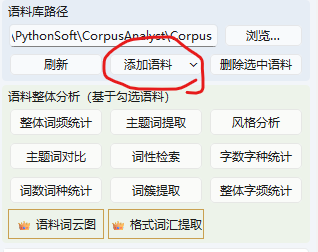 语料库路径
\PythonSoft\CorpusAnalyst\Corpus 浏览...
刷新 添加语料 删除选中语料
语料整体分析（基于勾选语料）
整体词频统计 主题词提取 风格分析
主题词对比 词性检索 字数字种统计
词数词种统计 词簇提取 整体字频统计
语料词云图 格式词汇提取